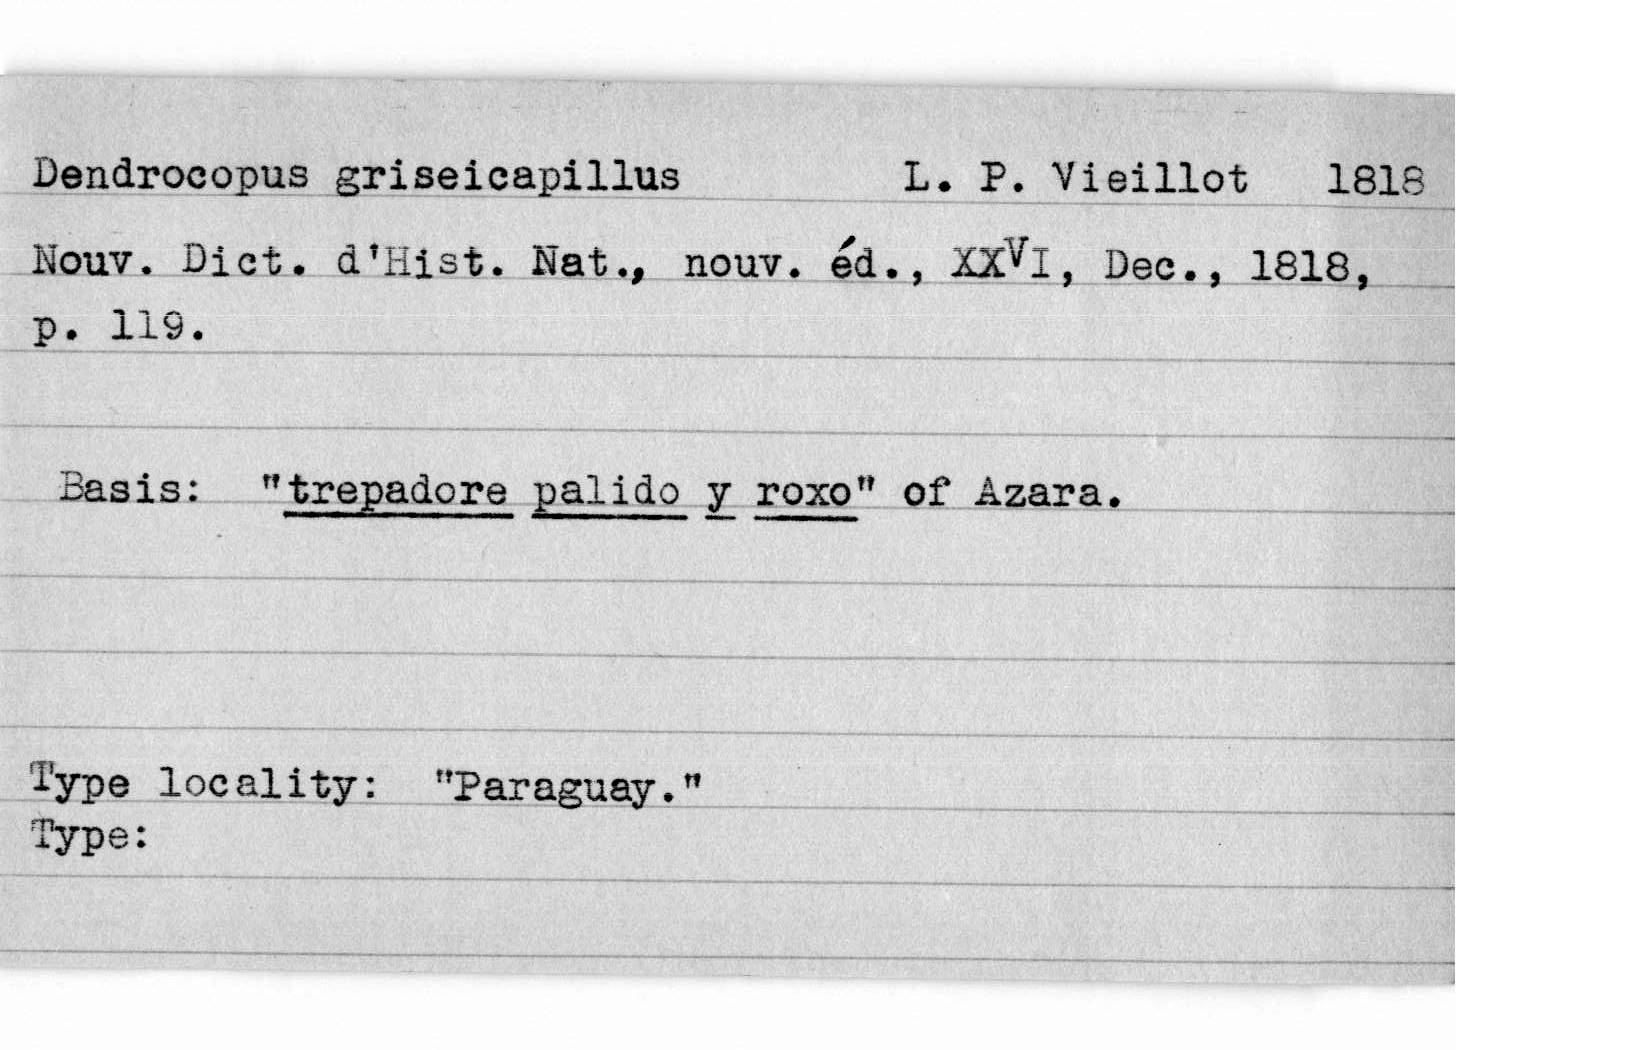 Dendrocopus griseicapillus L. P. Vieillot 1818
Nouv. Dict. d'Hist. Nat., nouv. éd., XXVI, Dec., 1818,
p. 119.
Basis: "trepadore palido y roxo" of Azara.
Type locality: "Paraguay."
Type: